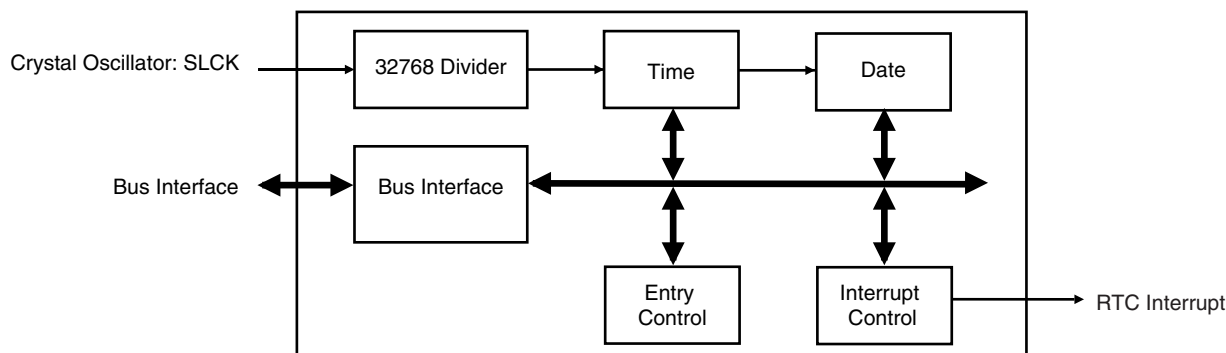 Crystal Oscillator: SLCK
32768 Divider
Time
Date
Bus Interface
Bus Interface
Entry
Control
Interrupt
Control
RTC Interrupt